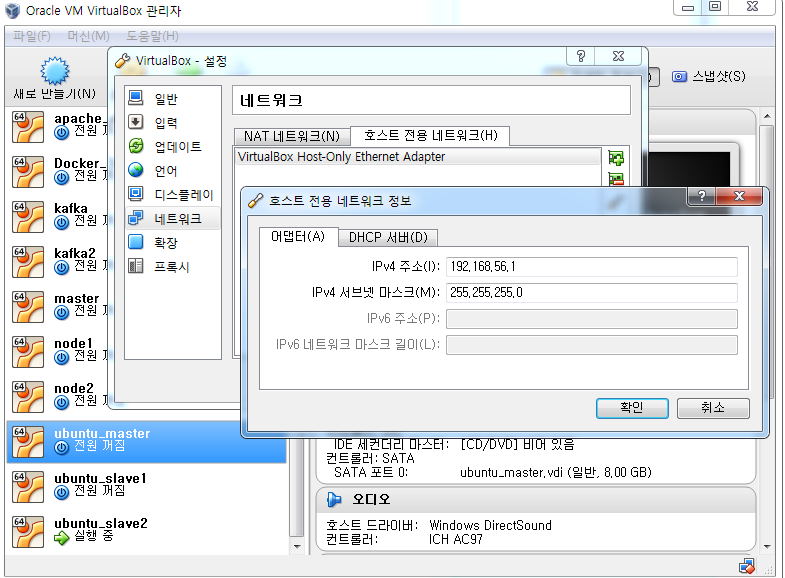 Oracle VM VirtualBox 관리자
파일(F) 머신(M) 도움말(H)
새로 만들기(N)
스냅샷(S)
apache_
전원
Docker_
전원
kafka
전원
kafka2
전원
master
전원
node1
전원
node2
전원
ubuntu_master
전원 꺼짐
ubuntu_slave1
전원 꺼짐
ubuntu_slave2
실행 중
VirtualBox - 설정
일반
입력
업데이트
언어
디스플레이
네트워크
확장
프록시
네트워크
NAT 네트워크(N) 호스트 전용 네트워크(H)
VirtualBox Host-Only Ethernet Adapter
호스트 전용 네트워크 정보
어댑터(A) DHCP 서버(D)
IPv4 주소(I): 192,168,56,1
IPv4 서브넷 마스크(M): 255,255,255,0
IPv6 주소(P):
IPv6 네트워크 마스크 길이(L):
확인 취소
IDE 세컨더리 마스터: [CD/DVD] 비어 있음
컨트롤러: SATA
SATA 포트 0: ubuntu_master,vdi (일반, 8,00 GB)
오디오
호스트 드라이버: Windows DirectSound
컨트롤러: ICH AC97